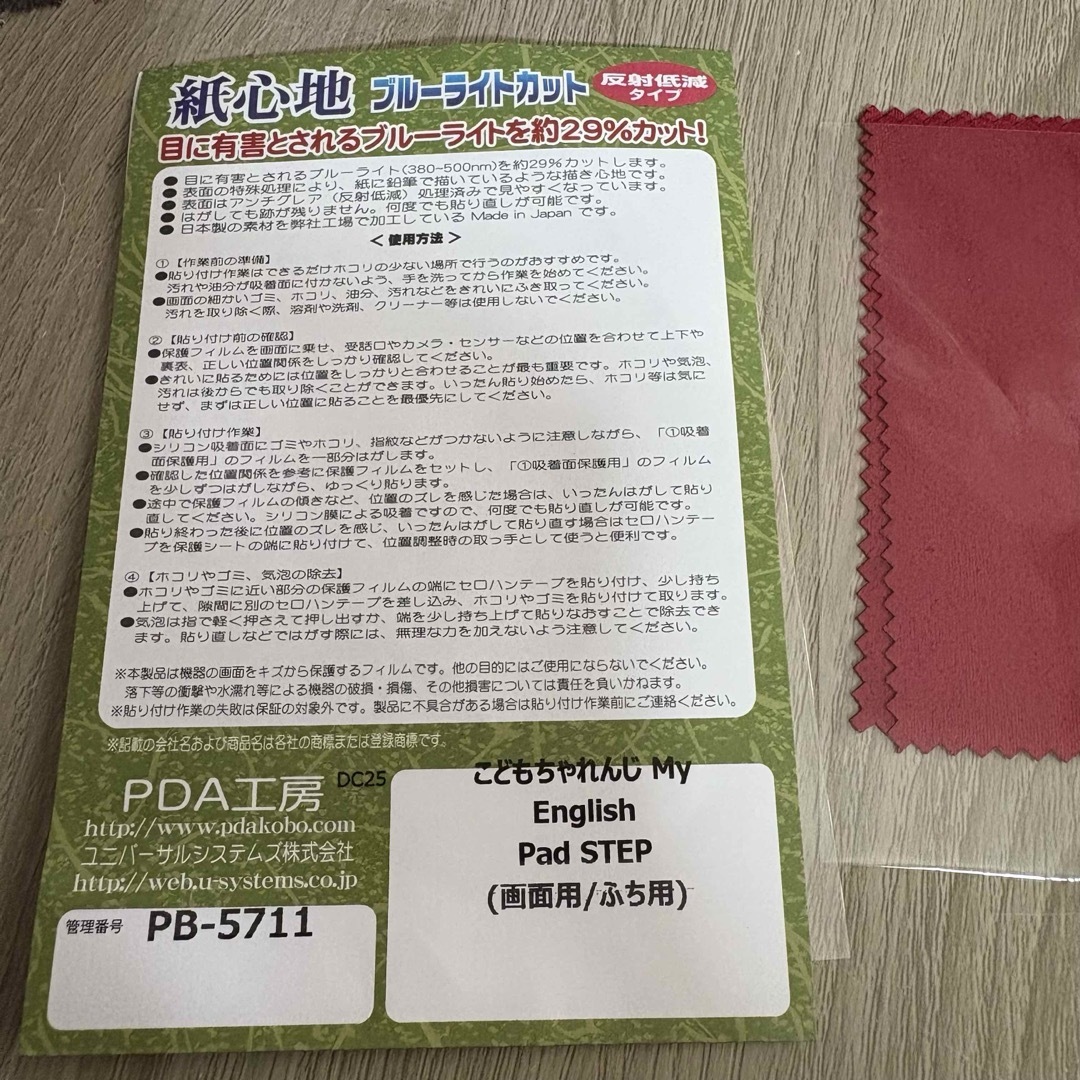 紙心地 ブルーライトカット 反射低減タイプ
目に有害とされるブルーライトを約29%カット!
● 目に有害とされるブルーライト(380-500nm)を約29%カットします。
● 表面の特殊処理により、紙に鉛筆で描いているような描き心地です。
● 表面はアンチグレア（反射低減）処理済みで見やすくなっています。
● はがしても跡が残りません。何度でも貼り直しが可能です。
● 日本製の素材を弊社工場で加工している Made in Japan です。
＜使用方法＞
①【作業前の準備】
●貼り付け作業はできるだけホコリの少ない場所で行うのがおすすめです。
汚れや油分が吸着面に付かないよう、手を洗ってから作業を始めてください。
●画面の細かいゴミ、ホコリ、油分、汚れなどをきれいにふき取ってください。
汚れを取り除く際、溶剤や洗剤、クリーナー等は使用しないでください。
②【貼り付け前の確認】
●保護フィルムを画面に乗せ、受話口やカメラ・センサーなどの位置を合わせて上下や
裏表、正しい位置関係をしっかり確認してください。
●きれいに貼るためには位置をしっかりと合わせることが最も重要です。ホコリや気泡、
汚れは後からでも取り除くことができます。いったん貼り始めたら、ホコリ等は気に
せず、まずは正しい位置に貼ることを最優先にしてください。
③【貼り付け作業】
●シリコン吸着面にゴミやホコリ、指紋などがつかないように注意しながら、「①吸着
面保護用」のフィルムを一部分はがします。
●確認した位置関係を参考に保護フィルムをセットし、「①吸着面保護用」のフィルム
を少しずつはがしながら、ゆっくり貼ります。
●途中で保護フィルムの傾きなど、位置のズレを感じた場合は、いったんはがして貼り
直してください。シリコン膜による吸着ですので、何度でも貼り直しが可能です。
●貼り終わった後に位置のズレを感じ、いったんはがして貼り直す場合はセロハンテー
プを保護シートの端に貼り付けて、位置調整時の取っ手として使うと便利です。
④【ホコリやゴミ、気泡の除去】
●ホコリやゴミに近い部分の保護フィルムの端にセロハンテープを貼り付け、少し持ち
上げて、隙間に別のセロハンテープを差し込み、ホコリやゴミを貼り付けて取ります。
●気泡は指で軽く押さえて押し出すか、端を少し持ち上げて貼りなおすことで除去でき
ます。貼り直しなどではがす際には、無理な力を加えないよう注意してください。
※本製品は機器の画面をキズから保護するフィルムです。他の目的にはご使用にならないでください。
落下等の衝撃や水濡れ等による機器の破損・損傷、その他損害については責任を負いかねます。
※貼り付け作業の失敗は保証の対象外です。製品に不具合がある場合は貼り付け作業前にご連絡ください。
※記載の会社名および商品名は各社の商標または登録商標です。
PDA工房 DC25
http://www.pdakobo.com
ユニバーサルシステムズ株式会社
http://web.u-systems.co.jp
管理番号 PB-5711
こどもちゃれんじ My
English
Pad STEP
(画面用/ふち用)